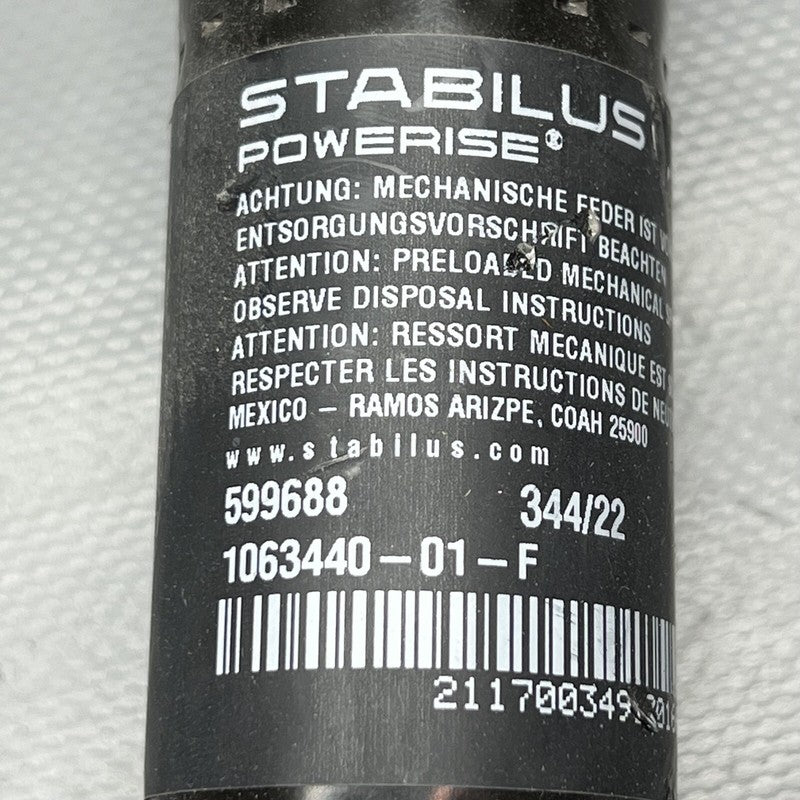 STABILUS
POWERISE®
ACHTUNG: MECHANISCHE FEDER IST
ENTSORGUNGSVORSCHRIFT BEACHTEN
ATTENTION: PRELOADED MECHANICAL
OBSERVE DISPOSAL INSTRUCTIONS
ATTENTION: RESSORT MECANIQUE EST
RESPECTER LES INSTRUCTIONS DE
MEXICO – RAMOS ARIZPE, COAH 25900
www.stabilus.com
599688 344/22
1063440-01-F